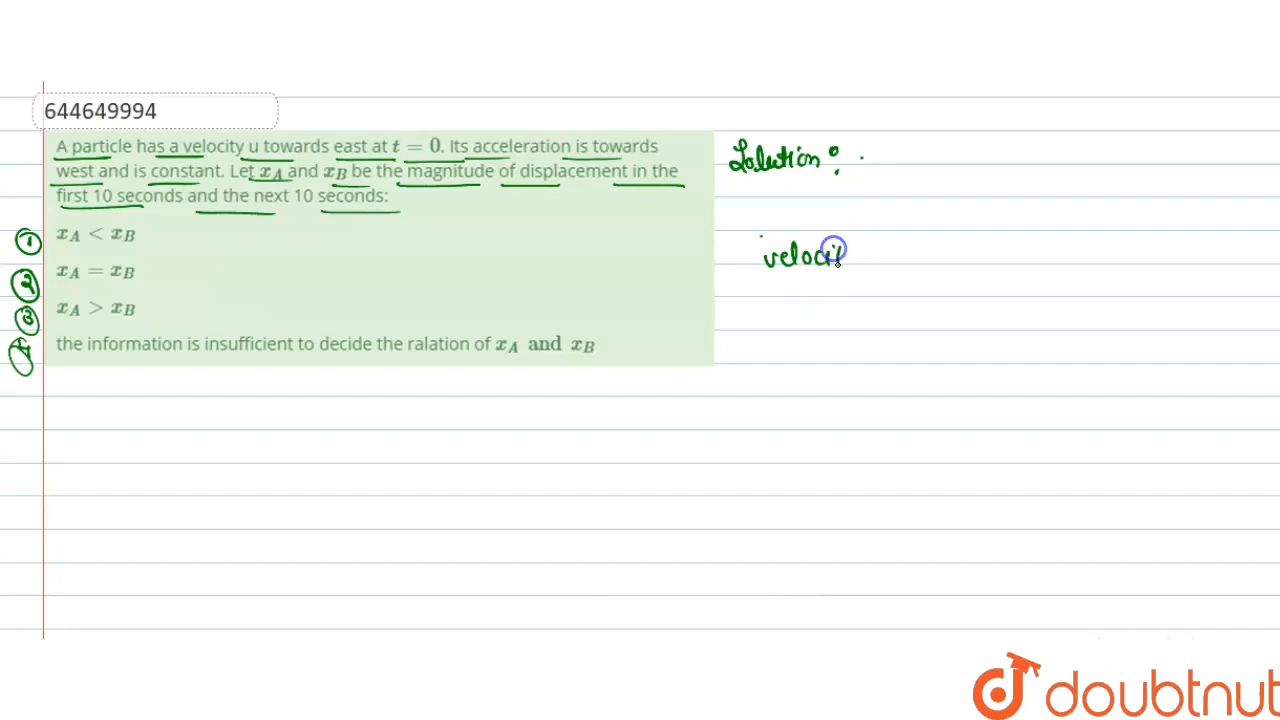 644649994
A particle has a velocity u towards east at t = 0. Its acceleration is towards
west and is constant. Let x_A and x_B be the magnitude of displacement in the
first 10 seconds and the next 10 seconds:
① x_A < x_B
② x_A = x_B
③ x_A > x_B
the information is insufficient to decide the ralation of x_A and x_B
Solution :
velocit
doubtnut